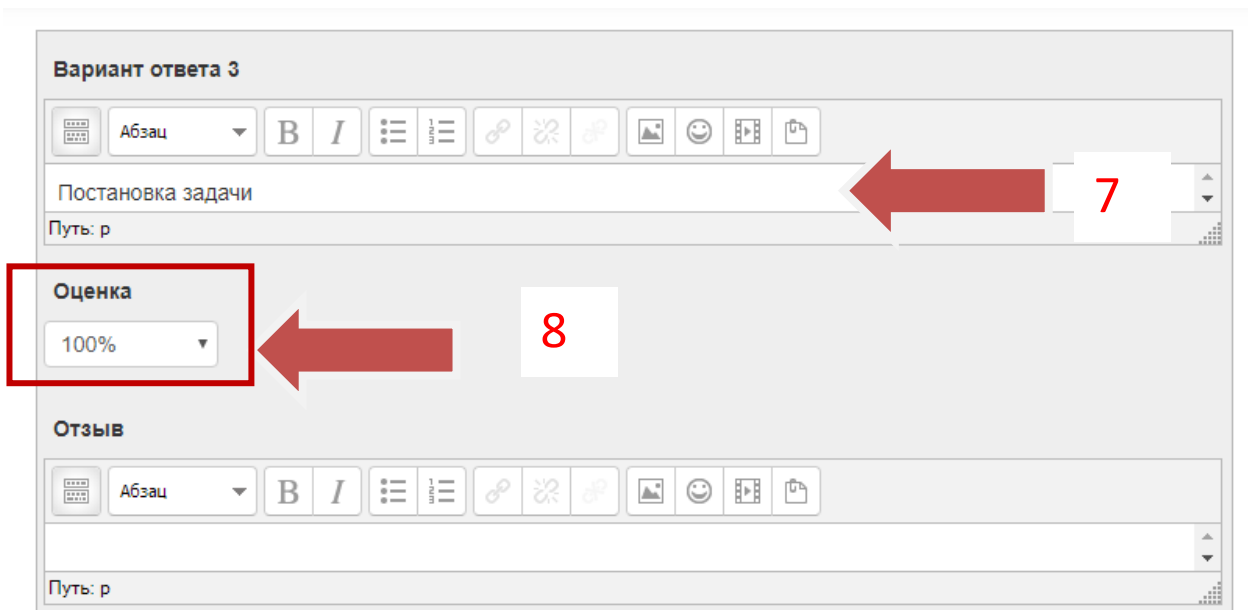 Вариант ответа 3
Абзац B I
Постановка задачи
7
Путь: p
Оценка
100%
8
Отзыв
Абзац B I
Путь: p